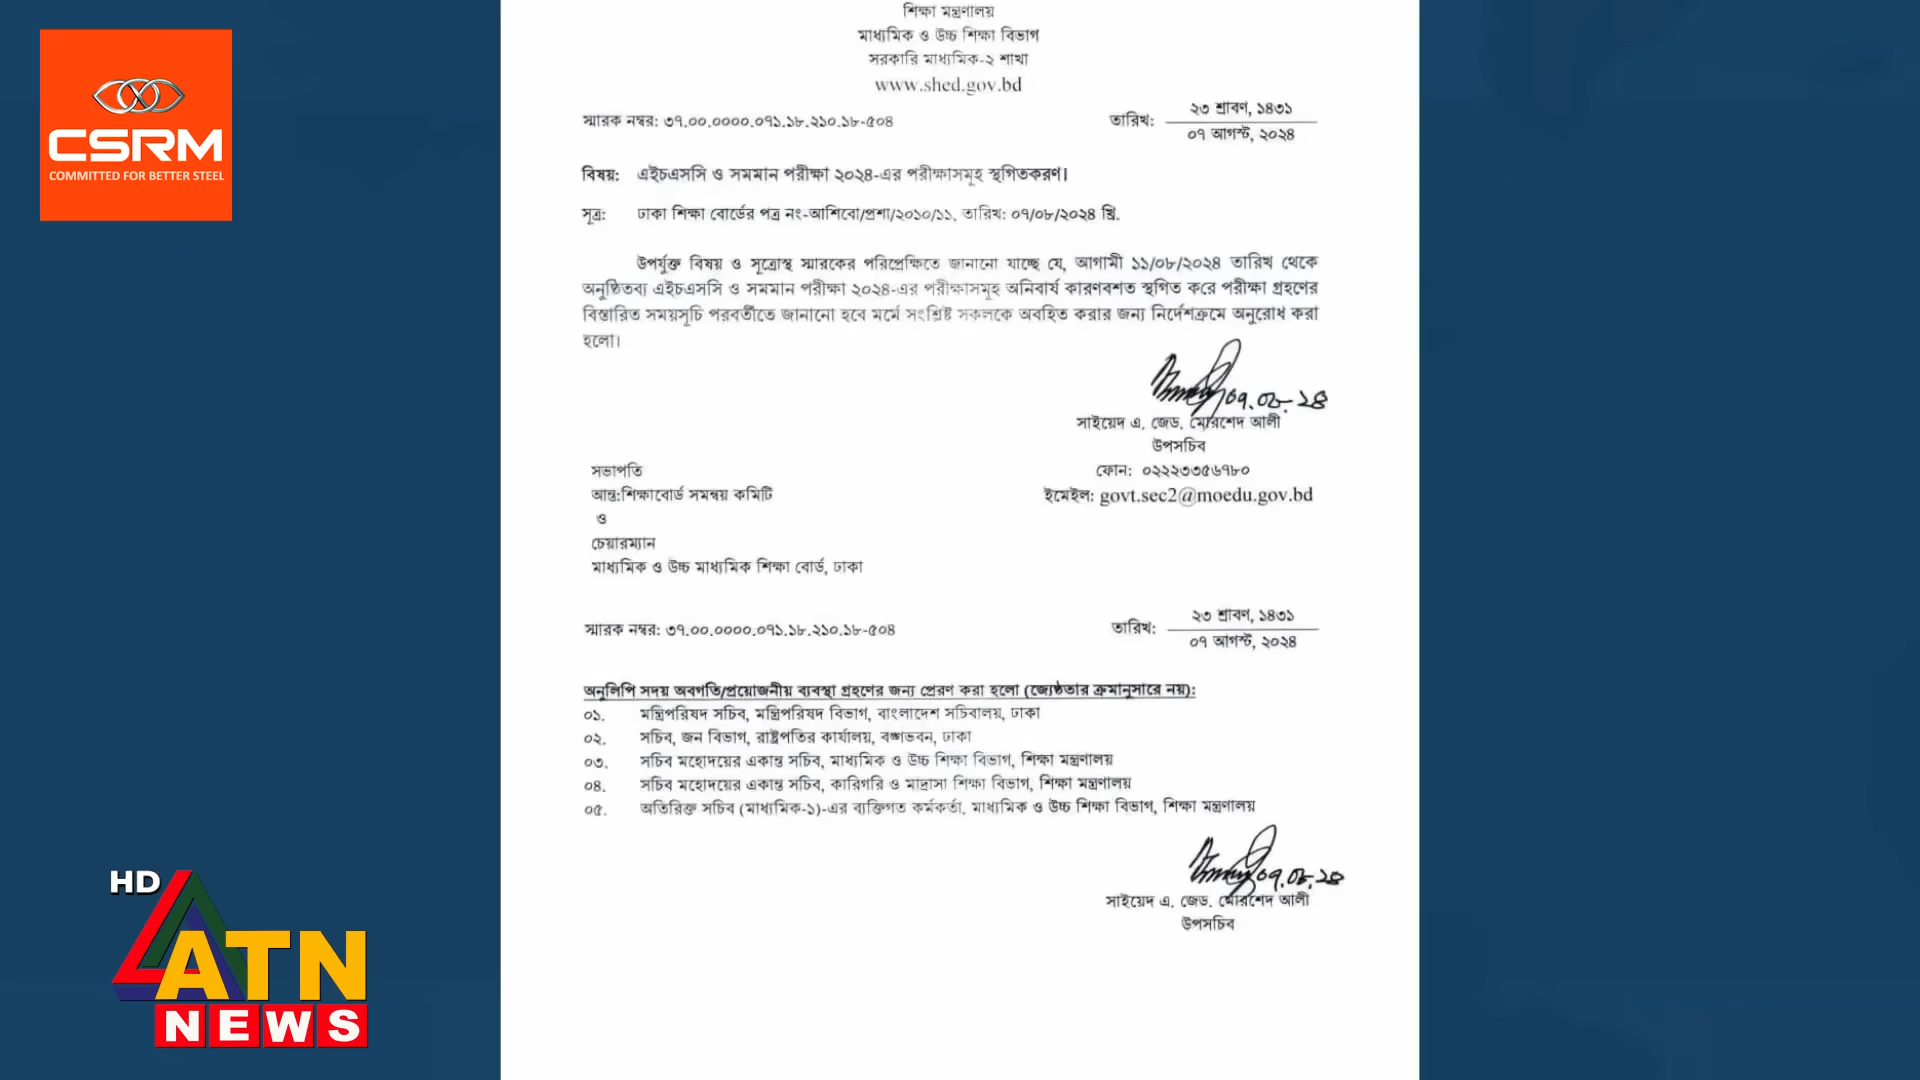 CSRM
COMMITTED FOR BETTER STEEL
শিক্ষা মন্ত্রণালয়
মাধ্যমিক ও উচ্চ শিক্ষা বিভাগ
সরকারি মাধ্যমিক-২ শাখা
www.shed.gov.bd
স্মারক নম্বর: ৩৭.০০.০০০০.০৭১.১৮.২১০.১৮-৫০৪
তারিখ: ২৩ শ্রাবণ, ১৪৩১
০৭ আগস্ট, ২০২৪
বিষয়: এইচএসসি ও সমমান পরীক্ষা ২০২৪-এর পরীক্ষাসমূহ স্থগিতকরণ।
সূত্র: ঢাকা শিক্ষা বোর্ডের পত্র নং-আশিবো/প্রশা/২০১০/১১, তারিখ: ০৭/০৮/২০২৪ খ্রি.
উপর্যুক্ত বিষয় ও সূত্রোস্থ স্মারকের পরিপ্রেক্ষিতে জানানো যাচ্ছে যে, আগামী ১১/০৮/২০২৪ তারিখ থেকে
অনুষ্ঠিতব্য এইচএসসি ও সমমান পরীক্ষা ২০২৪-এর পরীক্ষাসমূহ অনিবার্য কারণবশত স্থগিত করে পরীক্ষা গ্রহণের
বিস্তারিত সময়সূচি পরবর্তীতে জানানো হবে মর্মে সংশ্লিষ্ট সকলকে অবহিত করার জন্য নির্দেশক্রমে অনুরোধ করা
হলো।
০৭.০৮.২৪
সাইয়েদ এ. জেড. মোরশেদ আলী
উপসচিব
ফোন: ০২২২৩৩৫৬৭৮০
ইমেইল: govt.sec2@moedu.gov.bd
সভাপতি
আন্ত:শিক্ষাবোর্ড সমন্বয় কমিটি
ও
চেয়ারম্যান
মাধ্যমিক ও উচ্চ মাধ্যমিক শিক্ষা বোর্ড, ঢাকা
স্মারক নম্বর: ৩৭.০০.০০০০.০৭১.১৮.২১০.১৮-৫০৪
তারিখ: ২৩ শ্রাবণ, ১৪৩১
০৭ আগস্ট, ২০২৪
অনুলিপি সদয় অবগতি/প্রয়োজনীয় ব্যবস্থা গ্রহণের জন্য প্রেরণ করা হলো (জ্যেষ্ঠতার ক্রমানুসারে নয়):
০১. মন্ত্রিপরিষদ সচিব, মন্ত্রিপরিষদ বিভাগ, বাংলাদেশ সচিবালয়, ঢাকা
০২. সচিব, জন বিভাগ, রাষ্ট্রপতির কার্যালয়, বঙ্গভবন, ঢাকা
০৩. সচিব মহোদয়ের একান্ত সচিব, মাধ্যমিক ও উচ্চ শিক্ষা বিভাগ, শিক্ষা মন্ত্রণালয়
০৪. সচিব মহোদয়ের একান্ত সচিব, কারিগরি ও মাদ্রাসা শিক্ষা বিভাগ, শিক্ষা মন্ত্রণালয়
০৫. অতিরিক্ত সচিব (মাধ্যমিক-১)-এর ব্যক্তিগত কর্মকর্তা, মাধ্যমিক ও উচ্চ শিক্ষা বিভাগ, শিক্ষা মন্ত্রণালয়
০৭.০৮.২৪
সাইয়েদ এ. জেড. মোরশেদ আলী
উপসচিব
HD
ATN
NEWS